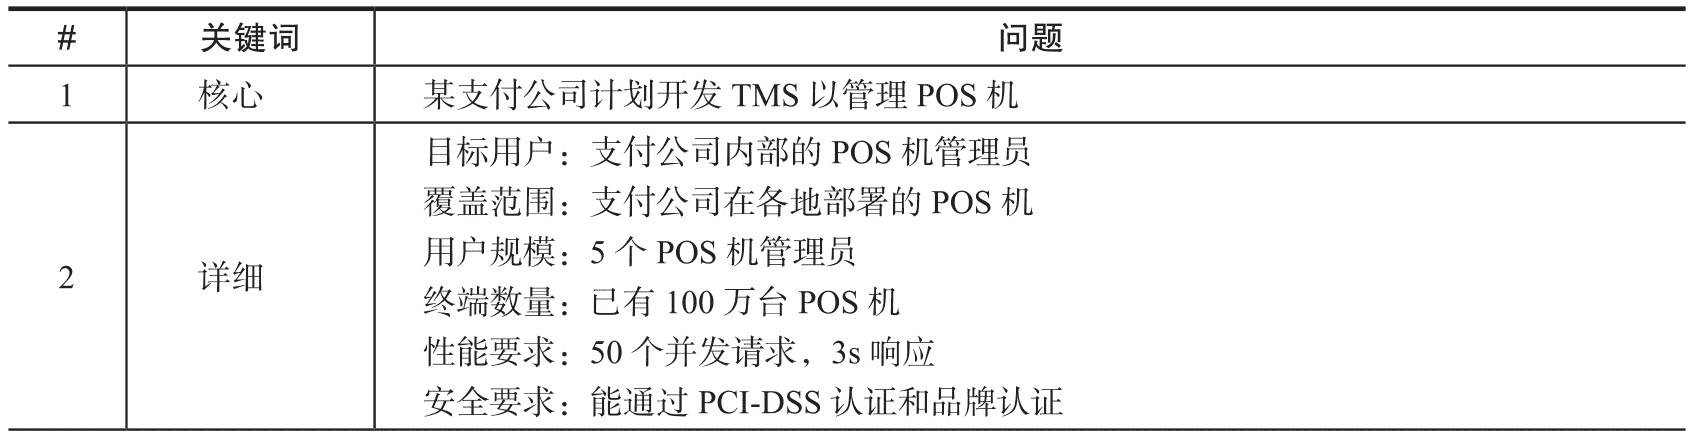 # 关键词 问题
1 核心 某支付公司计划开发 TMS 以管理 POS 机
目标用户：支付公司内部的 POS 机管理员
覆盖范围：支付公司在各地部署的 POS 机
用户规模：5 个 POS 机管理员
2 详细
终端数量：已有 100 万台 POS 机
性能要求：50 个并发请求，3s 响应
安全要求：能通过 PCI-DSS 认证和品牌认证